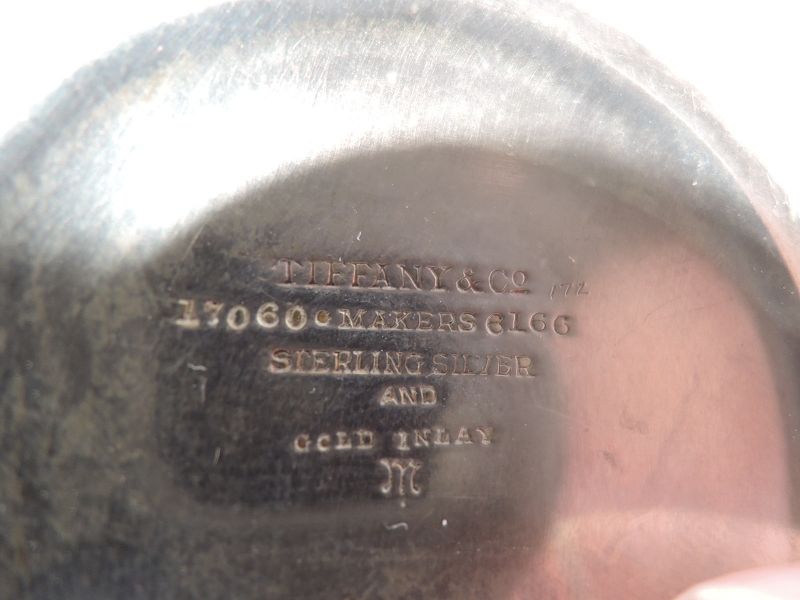 TIFFANY & Co
172
17060 MAKERS 6166
STERLING SILVER
AND
GOLD INLAY
M